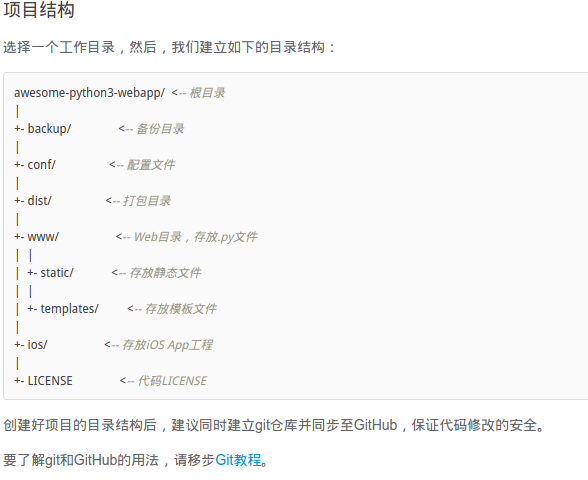 项目结构
选择一个工作目录，然后，我们建立如下的目录结构：
awesome-python3-webapp/  <-- 根目录
|
+- backup/               <-- 备份目录
|
+- conf/                 <-- 配置文件
|
+- dist/                 <-- 打包目录
|
+- www/                  <-- Web目录，存放.py文件
|  |
|  +- static/            <-- 存放静态文件
|  |
|  +- templates/         <-- 存放模板文件
|
+- ios/                  <-- 存放iOS App工程
|
+- LICENSE               <-- 代码LICENSE
创建好项目的目录结构后，建议同时建立git仓库并同步至GitHub，保证代码修改的安全。
要了解git和GitHub的用法，请移步Git教程。